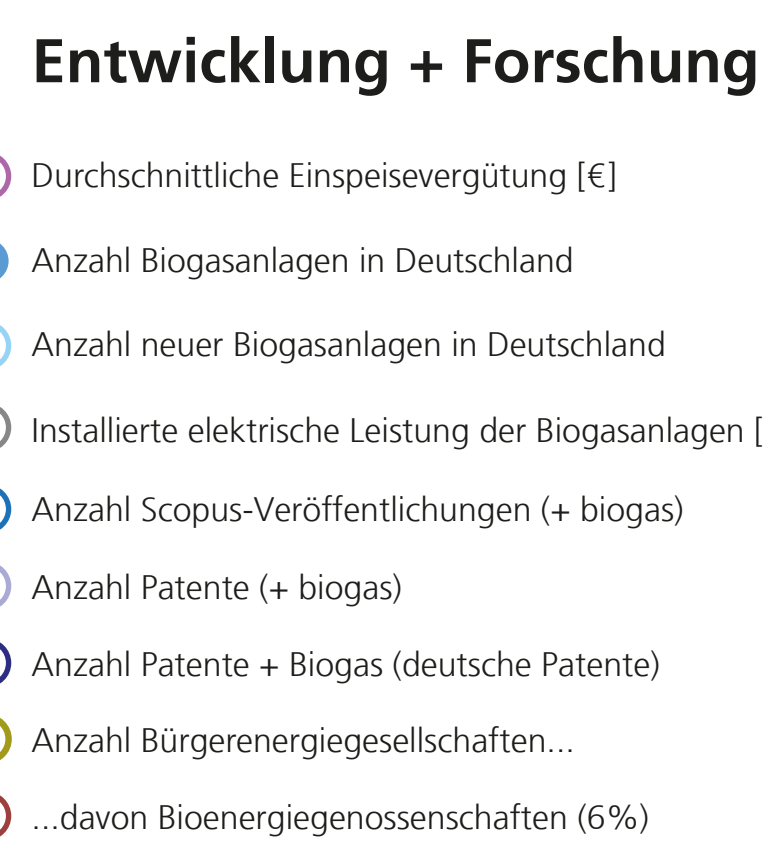 Entwicklung + Forschung
Durchschnittliche Einspeisevergütung [€]
Anzahl Biogasanlagen in Deutschland
Anzahl neuer Biogasanlagen in Deutschland
Installierte elektrische Leistung der Biogasanlagen [
Anzahl Scopus-Veröffentlichungen (+ biogas)
Anzahl Patente (+ biogas)
Anzahl Patente + Biogas (deutsche Patente)
Anzahl Bürgerenergiegesellschaften...
...davon Bioenergiegenossenschaften (6%)